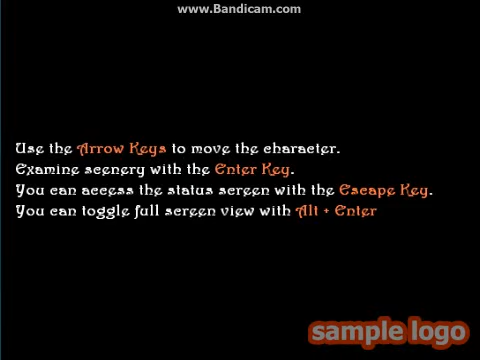 www.Bandicam.com
Use the Arrow Keys to move the character.
Examine scenery with the Enter Key.
You can access the status screen with the Escape Key.
You can toggle full screen view with Alt + Enter
sample logo